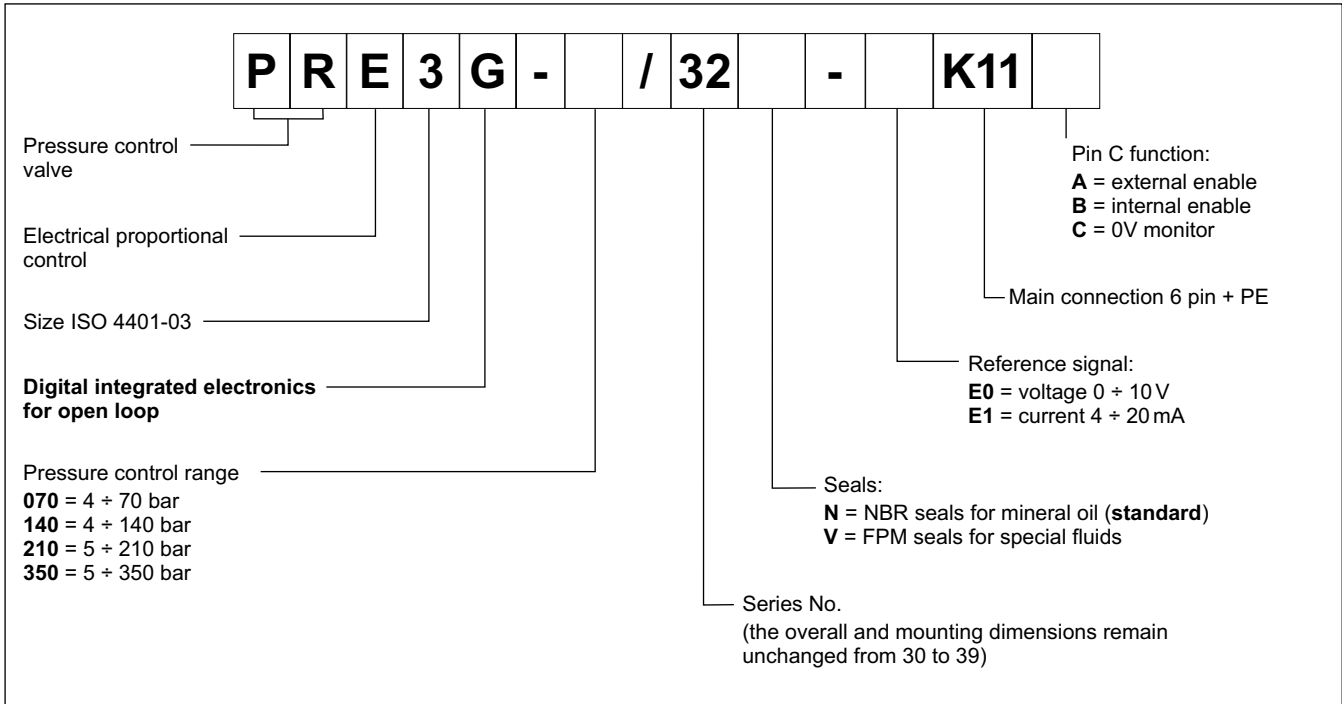 P R E 3 G - / 32 - K11
Pressure control
valve
Electrical proportional
control
Size ISO 4401-03
Digital integrated electronics
for open loop
Pressure control range
070 = 4 ÷ 70 bar
140 = 4 ÷ 140 bar
210 = 5 ÷ 210 bar
350 = 5 ÷ 350 bar
Pin C function:
A = external enable
B = internal enable
C = 0V monitor
Main connection 6 pin + PE
Reference signal:
E0 = voltage 0 ÷ 10 V
E1 = current 4 ÷ 20 mA
Seals:
N = NBR seals for mineral oil (standard)
V = FPM seals for special fluids
Series No.
(the overall and mounting dimensions remain
unchanged from 30 to 39)